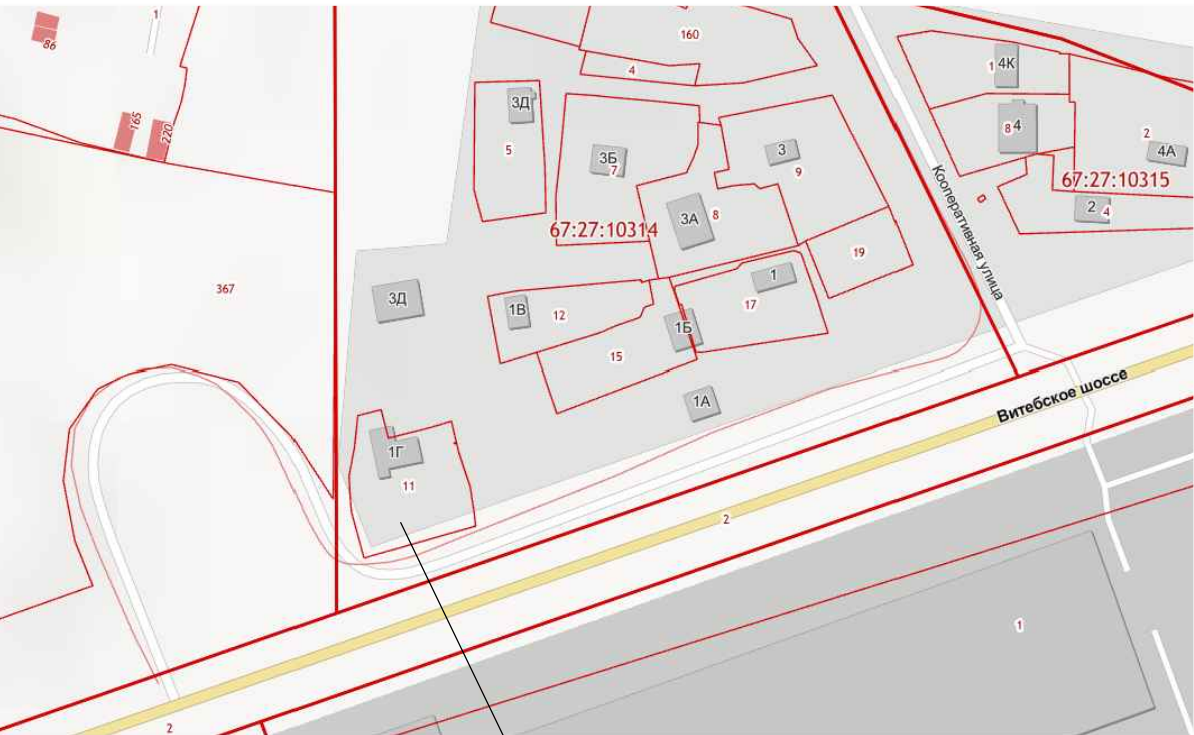 1
86
165
220
160
4
3Д
5
3Б
7
3
9
3А
8
67:27:10314
19
367
3Д
1В
12
1
17
1Б
15
1А
1Г
11
1
4К
8
4
2
4А
67:27:10315
2
4
Кооперативная улица
Витебское шоссе
2
1
2